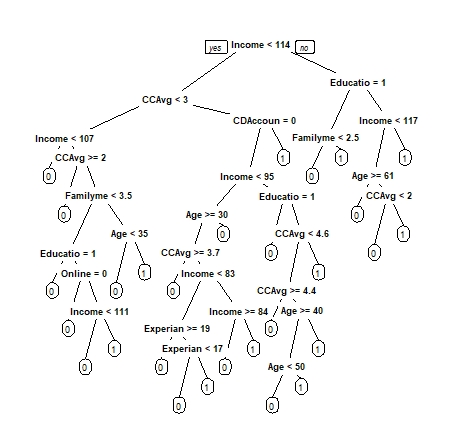 yes Income < 114 no
Educatio = 1
CCAvg < 3
CDAccoun = 0 Income < 117
Income < 107 Familyme < 2.5
CCAvg >= 2 1 0 1 1
0 Income < 95 Age >= 61
Familyme < 3.5 Educatio = 1 0 CCAvg < 2
0 Age >= 30
Age < 35 0 CCAvg < 4.6 0 1
Educatio = 1 CCAvg >= 3.7 0
0 Online = 0 0 1 0 Income < 83 1
CCAvg >= 4.4
0 Income < 111 Income >= 84 0 Age >= 40
Experian >= 19
0 1 0 Experian < 17 0 1 1
Age < 50
0 1 0 1